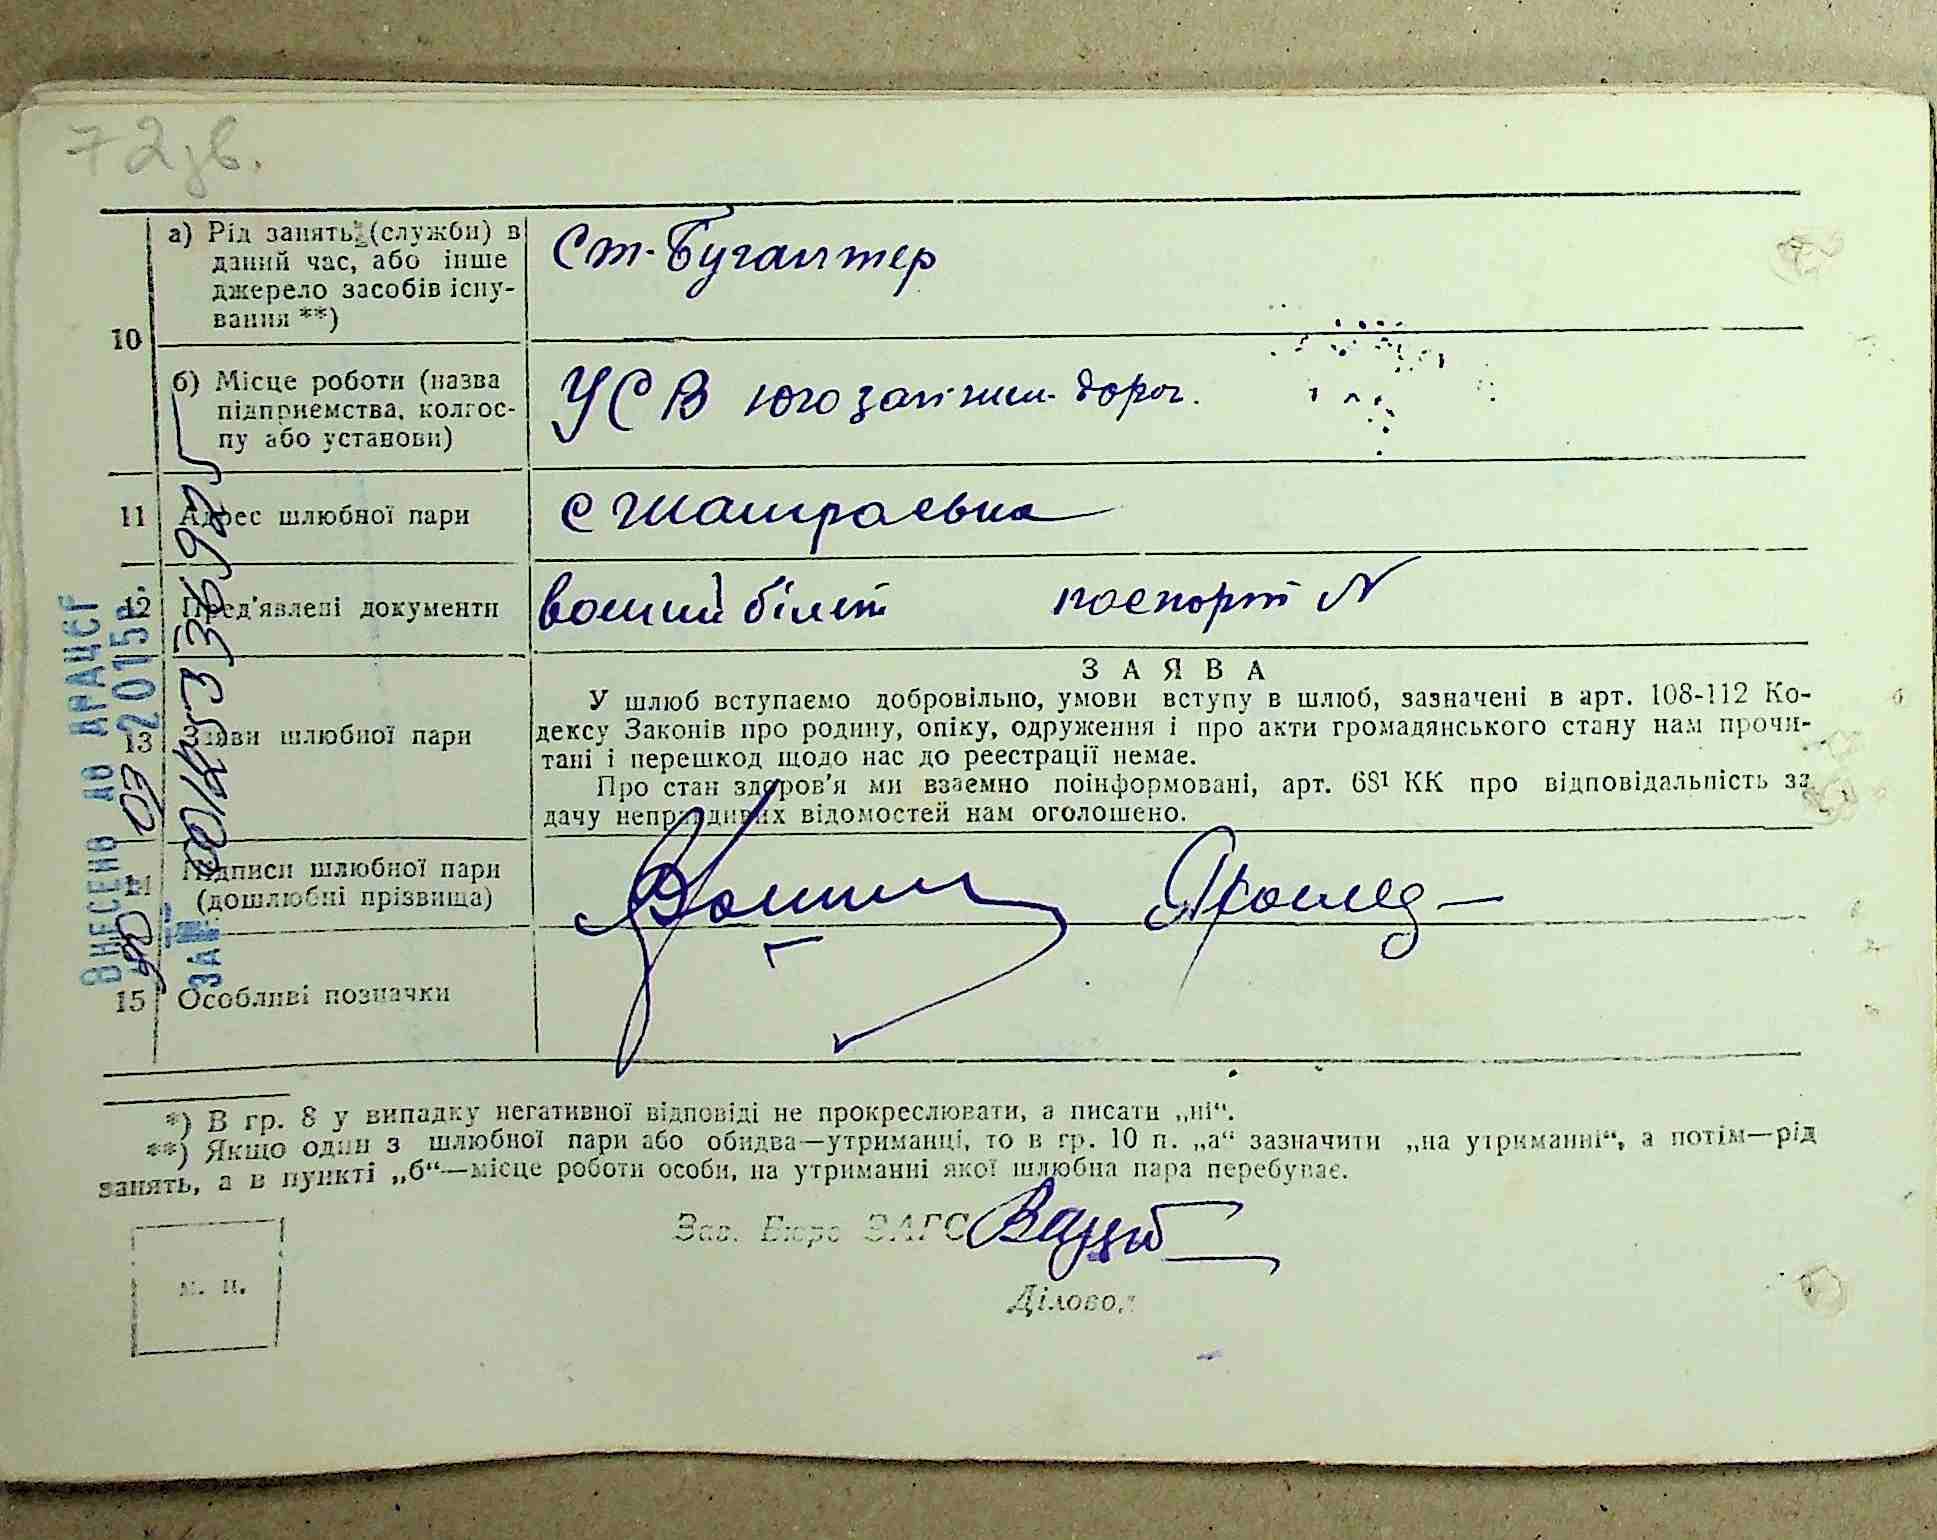 72зв.
10
а) Рід занять (служби) в
даний час, або інше
джерело засобів існу-
вання **)
Ст-Бугалтер
б) Місце роботи (назва
підприємства, колгос-
пу або установи)
УСВ
дорог.
11 Адрес шлюбної пари
с
12 Пред'явлені документи
воений білет паспорт N
13 Заяви шлюбної пари
ЗАЯВА
У шлюб вступаємо добровільно, умови вступу в шлюб, зазначені в арт. 108-112 Ко-
дексу Законів про родину, опіку, одруження і про акти громадянського стану нам прочи-
тані і перешкод щодо нас до реестрації немає.
Про стан здоров'я ми взаємно поінформовані, арт. 68¹ КК про відповідальність за
дачу неправдивих відомостей нам оголошено.
14 Підписи шлюбної пари
(дошлюбні прізвища)
15 Особливі позначки
*) В гр. 8 у випадку негативної відповіді не прокреслювати, а писати „ні“.
**) Якщо один з шлюбної пари або обидва—утриманці, то в гр. 10 п. „а“ зазначити „на утриманні“, а потім—рід
занять, а в пункті „б“—місце роботи особи, на утриманні якої шлюбна пара перебуває.
Зав. Бюро ЗАГС
Діловод
м. п.
ВНЕСЕНО ДО ДРАЦСГ
2015р.